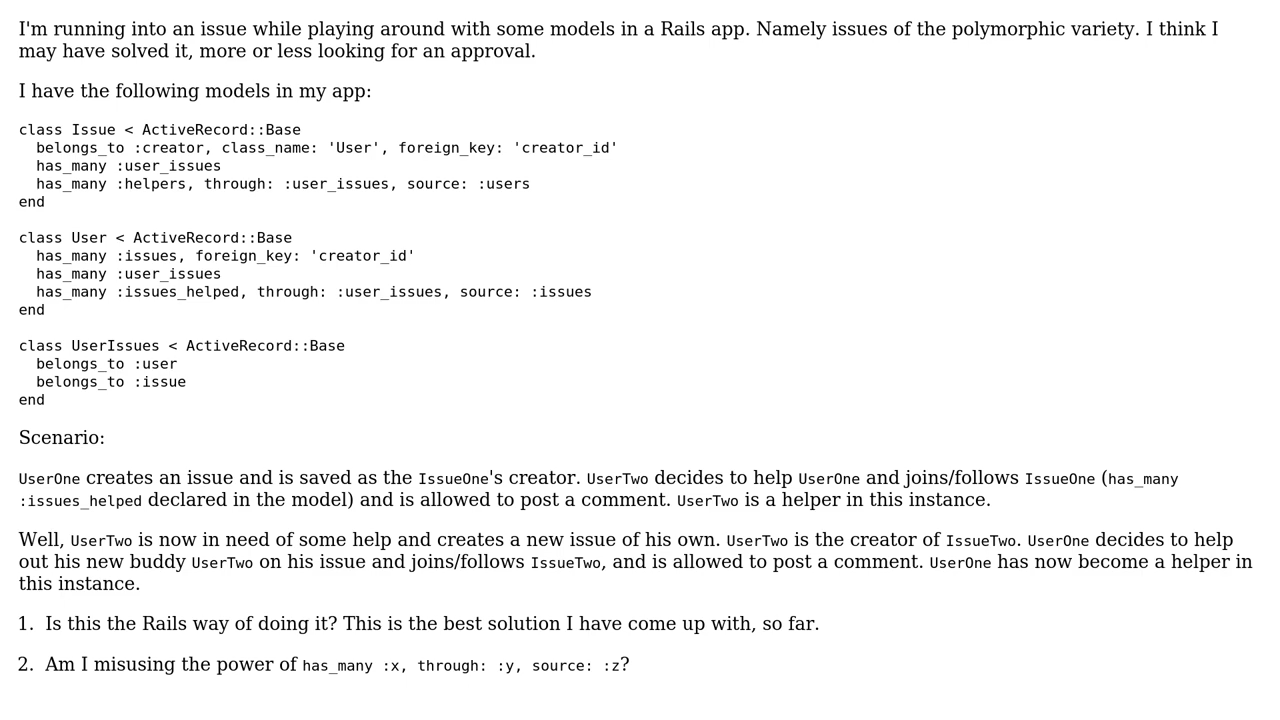 I'm running into an issue while playing around with some models in a Rails app. Namely issues of the polymorphic variety. I think I
may have solved it, more or less looking for an approval.
I have the following models in my app:
class Issue < ActiveRecord::Base
  belongs_to :creator, class_name: 'User', foreign_key: 'creator_id'
  has_many :user_issues
  has_many :helpers, through: :user_issues, source: :users
end
class User < ActiveRecord::Base
  has_many :issues, foreign_key: 'creator_id'
  has_many :user_issues
  has_many :issues_helped, through: :user_issues, source: :issues
end
class UserIssues < ActiveRecord::Base
  belongs_to :user
  belongs_to :issue
end
Scenario:
UserOne creates an issue and is saved as the IssueOne's creator. UserTwo decides to help UserOne and joins/follows IssueOne (has_many
:issues_helped declared in the model) and is allowed to post a comment. UserTwo is a helper in this instance.
Well, UserTwo is now in need of some help and creates a new issue of his own. UserTwo is the creator of IssueTwo. UserOne decides to help
out his new buddy UserTwo on his issue and joins/follows IssueTwo, and is allowed to post a comment. UserOne has now become a helper in
this instance.
1. Is this the Rails way of doing it? This is the best solution I have come up with, so far.
2. Am I misusing the power of has_many :x, through: :y, source: :z?